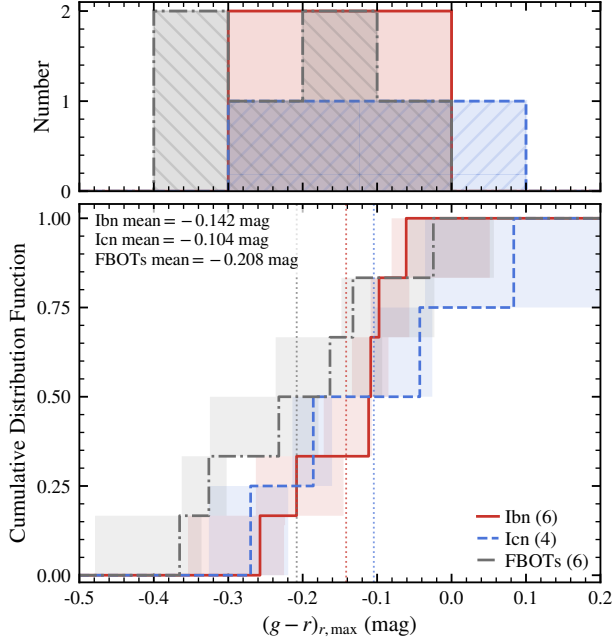 2
1
0
Number
Ibn mean = −0.142 mag
Icn mean = −0.104 mag
FBOTs mean = −0.208 mag
1.00
0.75
0.50
0.25
0.00
Cumulative Distribution Function
Ibn (6)
Icn (4)
FBOTs (6)
-0.5 -0.4 -0.3 -0.2 -0.1 0.0 0.1 0.2
(g − r)r, max (mag)